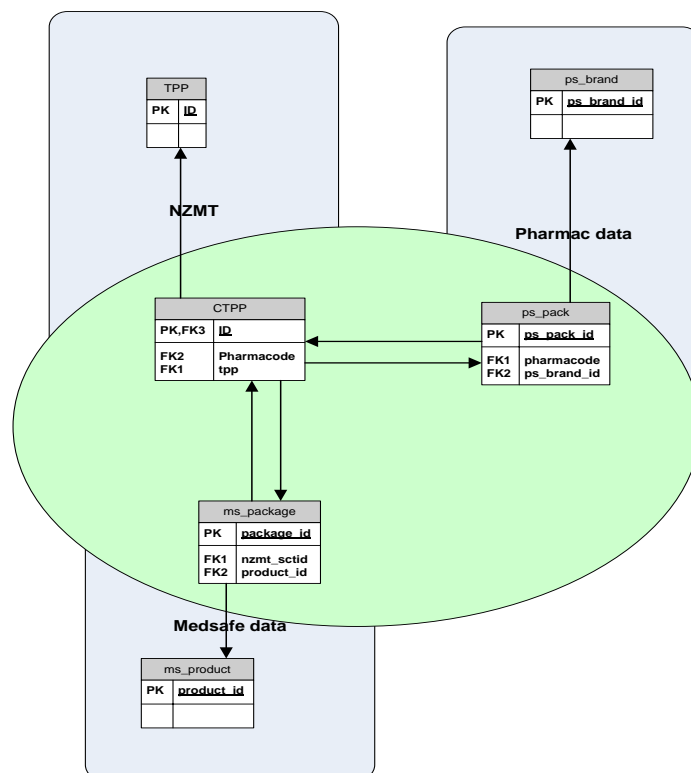 TPP
PK ID
ps_brand
PK ps_brand_id
NZMT
Pharmac data
CTPP
PK,FK3 ID
FK2 Pharmacode
FK1 tpp
ps_pack
PK ps_pack_id
FK1 pharmacode
FK2 ps_brand_id
ms_package
PK package_id
FK1 nzmt_sctid
FK2 product_id
Medsafe data
ms_product
PK product_id